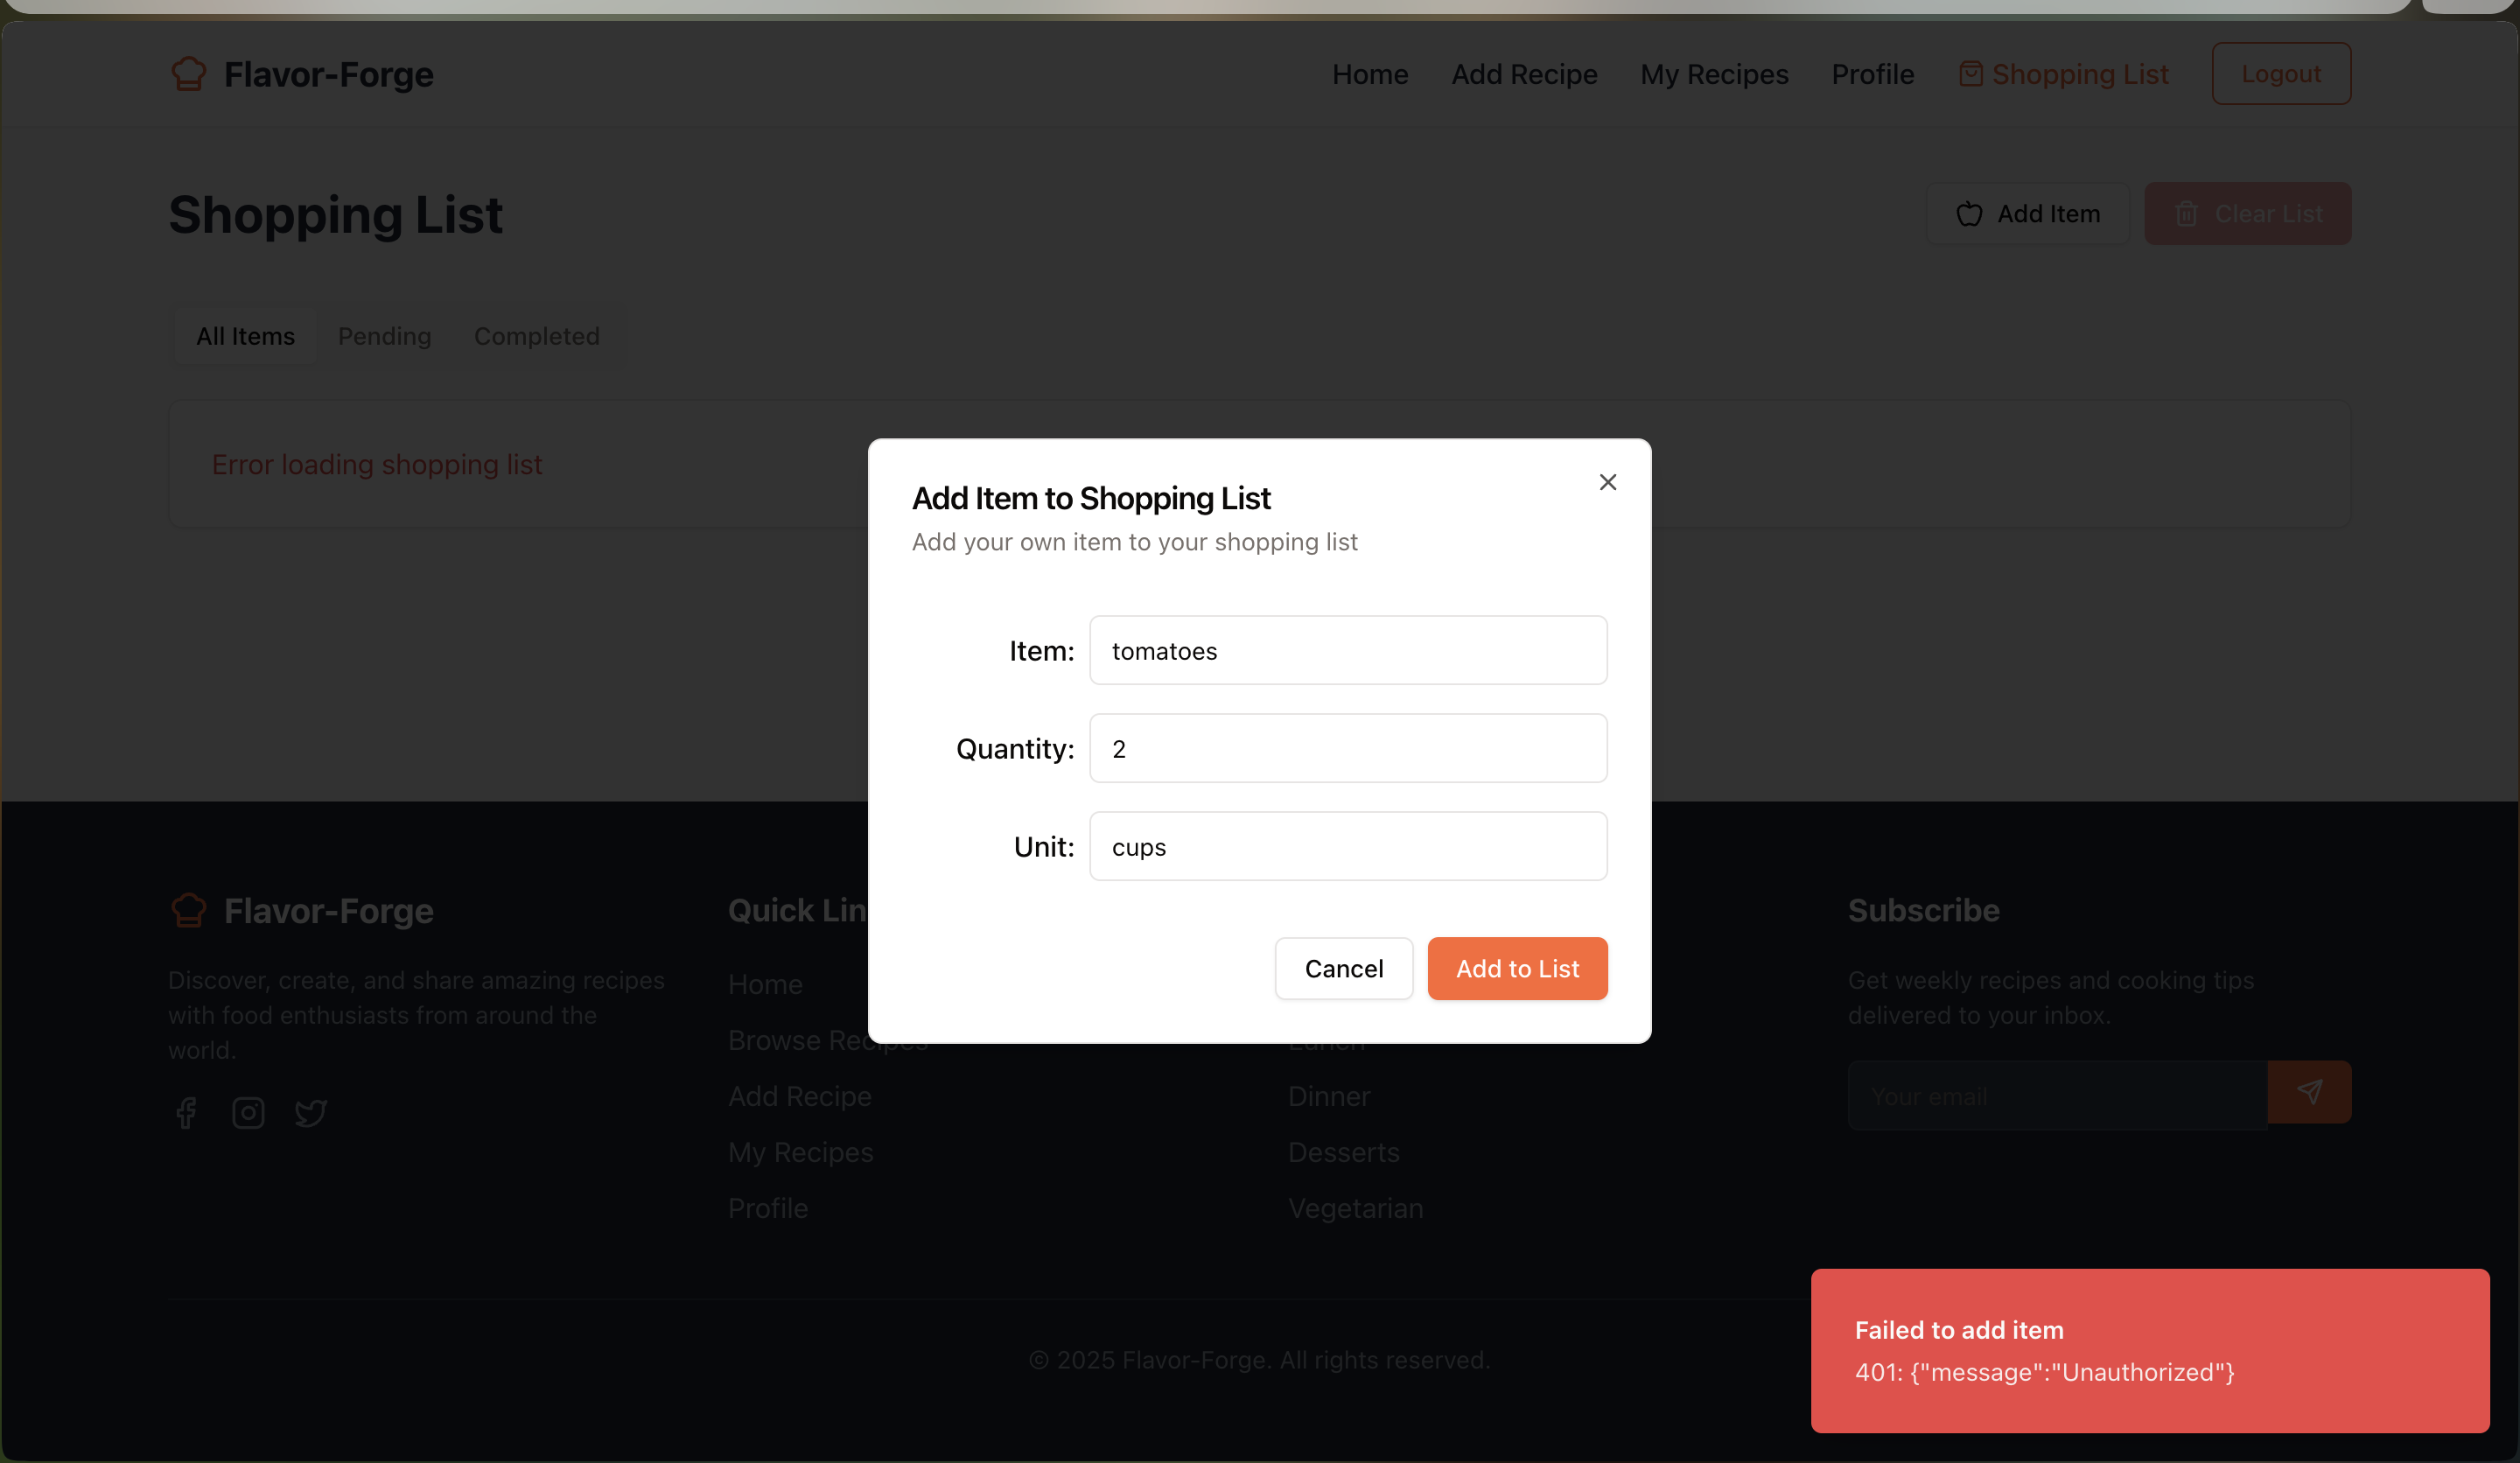 Flavor-Forge
Home
Add Recipe
My Recipes
Profile
Shopping List
Logout
Shopping List
Add Item
Clear List
All Items
Pending
Completed
Error loading shopping list
Add Item to Shopping List
Add your own item to your shopping list
Item:
tomatoes
Quantity:
2
Unit:
cups
Cancel
Add to List
Flavor-Forge
Discover, create, and share amazing recipes
with food enthusiasts from around the
world.
Quick Lin
Home
Browse Recipes
Add Recipe
My Recipes
Profile
Lunch
Dinner
Desserts
Vegetarian
Subscribe
Get weekly recipes and cooking tips
delivered to your inbox.
Your email
© 2025 Flavor-Forge. All rights reserved.
Failed to add item
401: {"message":"Unauthorized"}